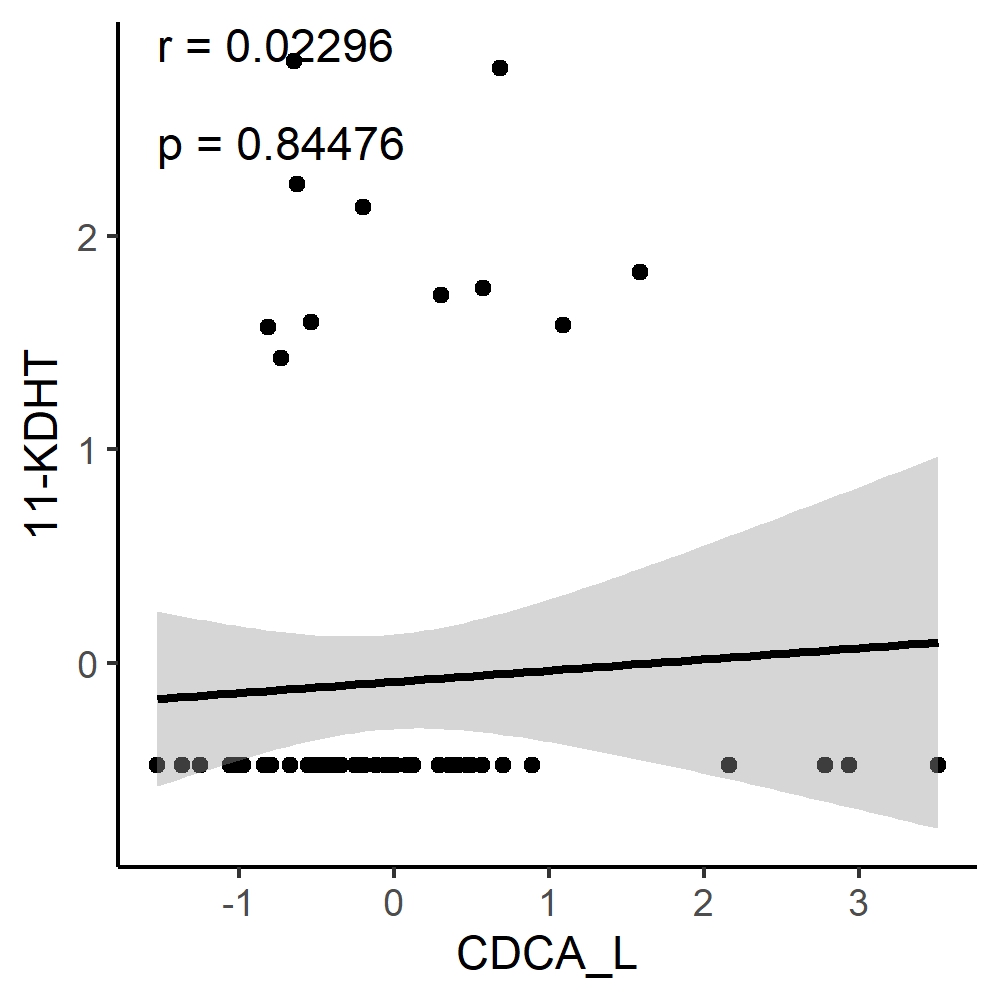 r = 0.02296
p = 0.84476
2
1
0
11-KDHT
-1 0 1 2 3
CDCA_L